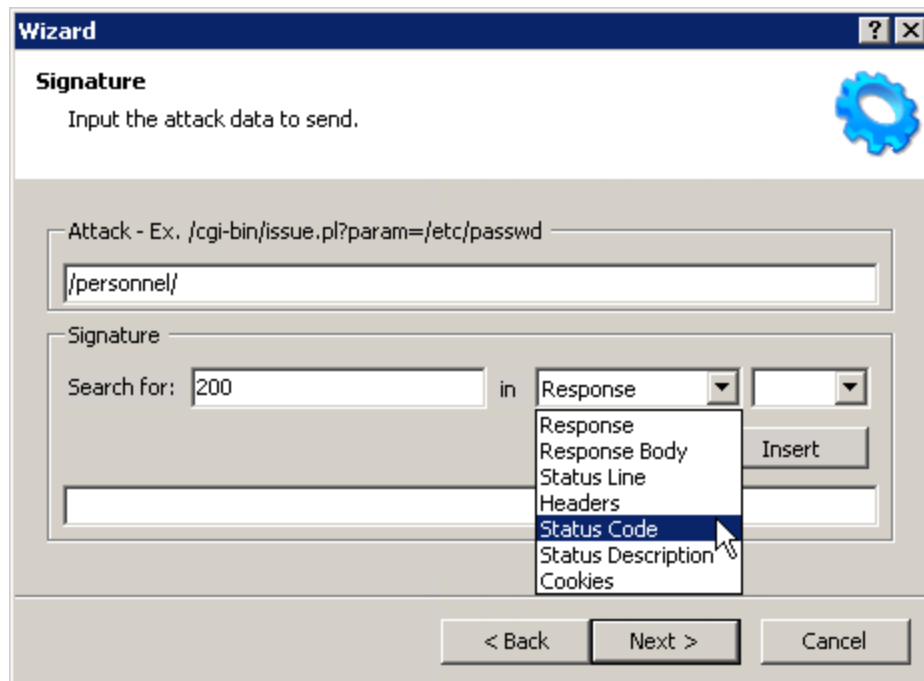 Wizard
Signature
Input the attack data to send.
Attack - Ex. /cgi-bin/issue.pl?param=/etc/passwd
/personnel/
Signature
Search for: 200 in Response
Response
Response Body
Status Line
Headers
Status Code
Status Description
Cookies
Insert
< Back Next > Cancel